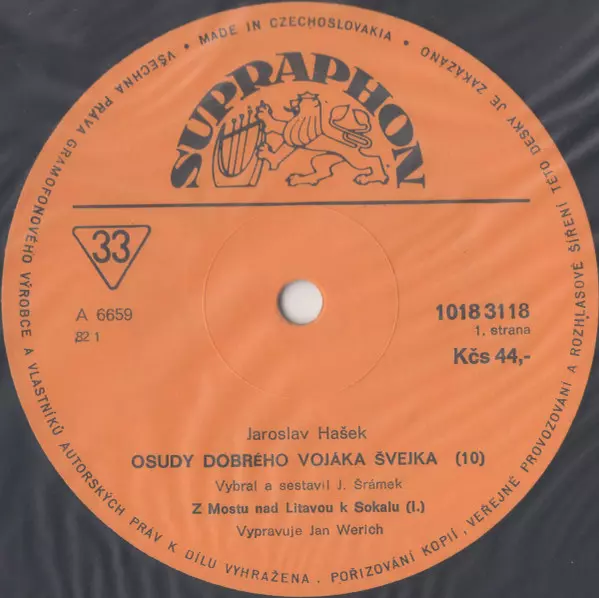 VŠECHNA PRÁVA GRAMOFONOVÉHO VÝROBCE A VLASTNÍKŮ AUTORSKÝCH PRÁV K DÍLU VYHRAŽENA . POŘIZOVÁNÍ KOPIÍ , VEŘEJNÉ PROVOZOVÁNÍ A ROZHLASOVÉ ŠÍŘENÍ TÉTO DESKY JE ZAKÁZÁNO
• MADE IN CZECHOSLOVAKIA •
SUPRAPHON
33
A 6659
82 1
1018 3118
1. strana
Kčs 44,-
Jaroslav Hašek
OSUDY DOBRÉHO VOJÁKA ŠVEJKA (10)
Vybral a sestavil J. Šrámek
Z Mostu nad Litavou k Sokalu (I.)
Vypravuje Jan Werich